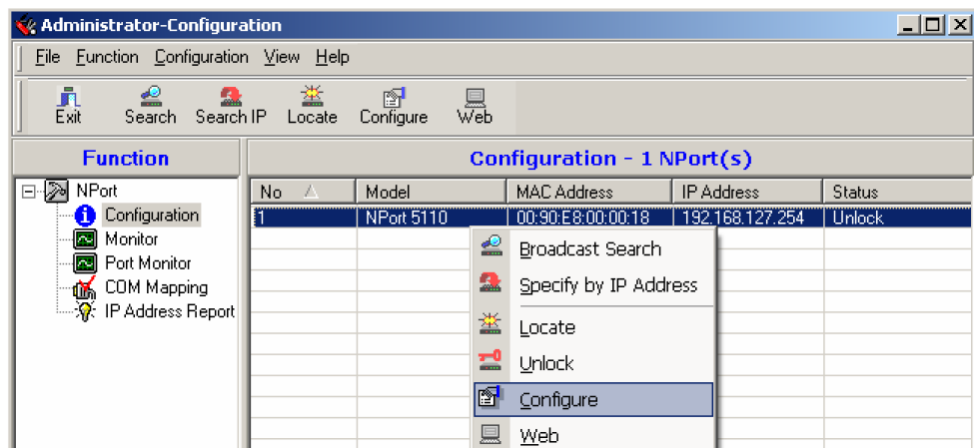 Administrator-Configuration
File Function Configuration View Help
Exit Search Search IP Locate Configure Web
Function
Configuration - 1 NPort(s)
NPort
Configuration
Monitor
Port Monitor
COM Mapping
IP Address Report
No Model MAC Address IP Address Status
1 NPort 5110 00:90:E8:00:00:18 192.168.127.254 Unlock
Broadcast Search
Specify by IP Address
Locate
Unlock
Configure
Web